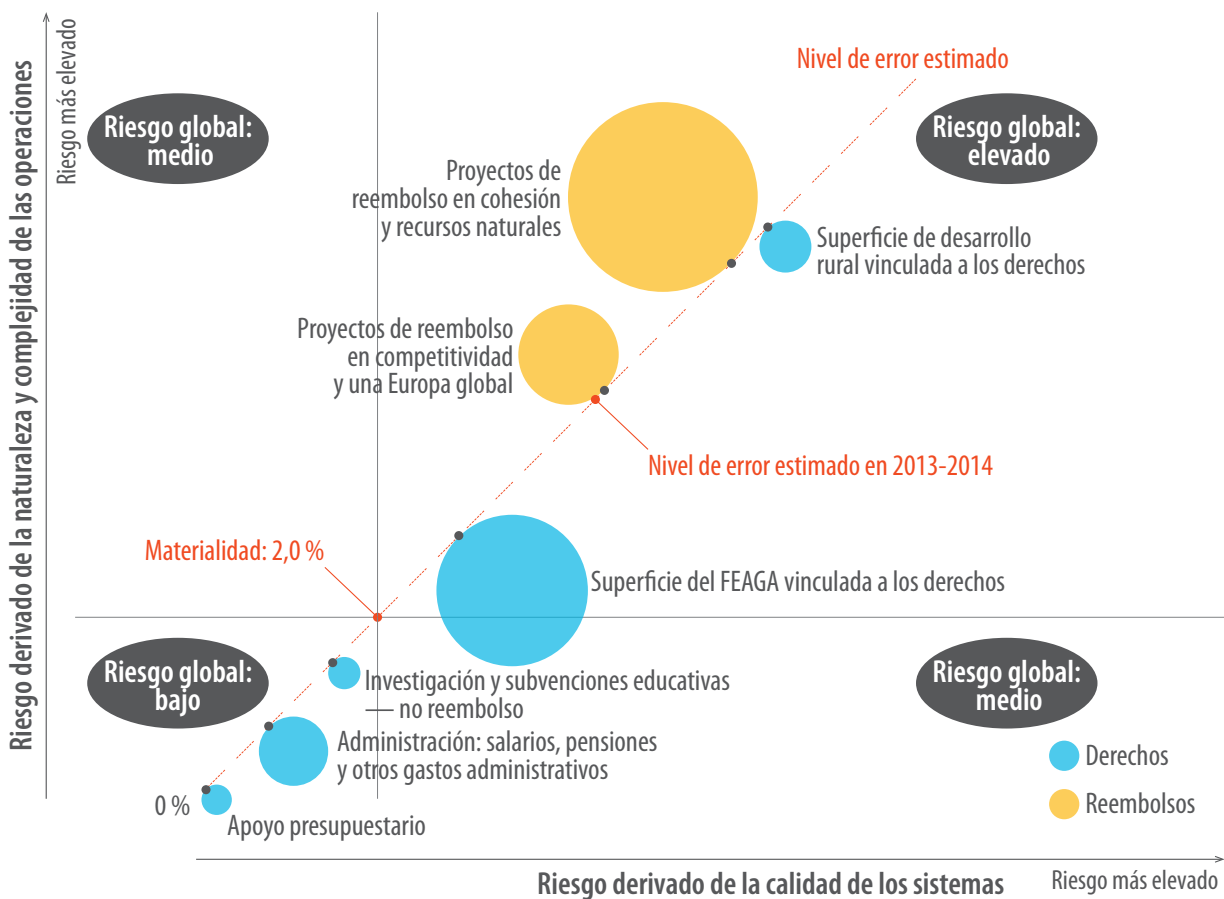 Riesgo derivado de la naturaleza y complejidad de las operaciones
Riesgo más elevado
Nivel de error estimado
Riesgo global:
medio
Riesgo global:
elevado
Proyectos de
reembolso en cohesión
y recursos naturales
Superficie de desarrollo
rural vinculada a los derechos
Proyectos de reembolso
en competitividad
y una Europa global
Nivel de error estimado en 2013-2014
Materialidad: 2,0 %
Superficie del FEAGA vinculada a los derechos
Riesgo global:
bajo
Riesgo global:
medio
Investigación y subvenciones educativas
— no reembolso
Administración: salarios, pensiones
y otros gastos administrativos
Derechos
Reembolsos
0 %
Apoyo presupuestario
Riesgo derivado de la calidad de los sistemas
Riesgo más elevado